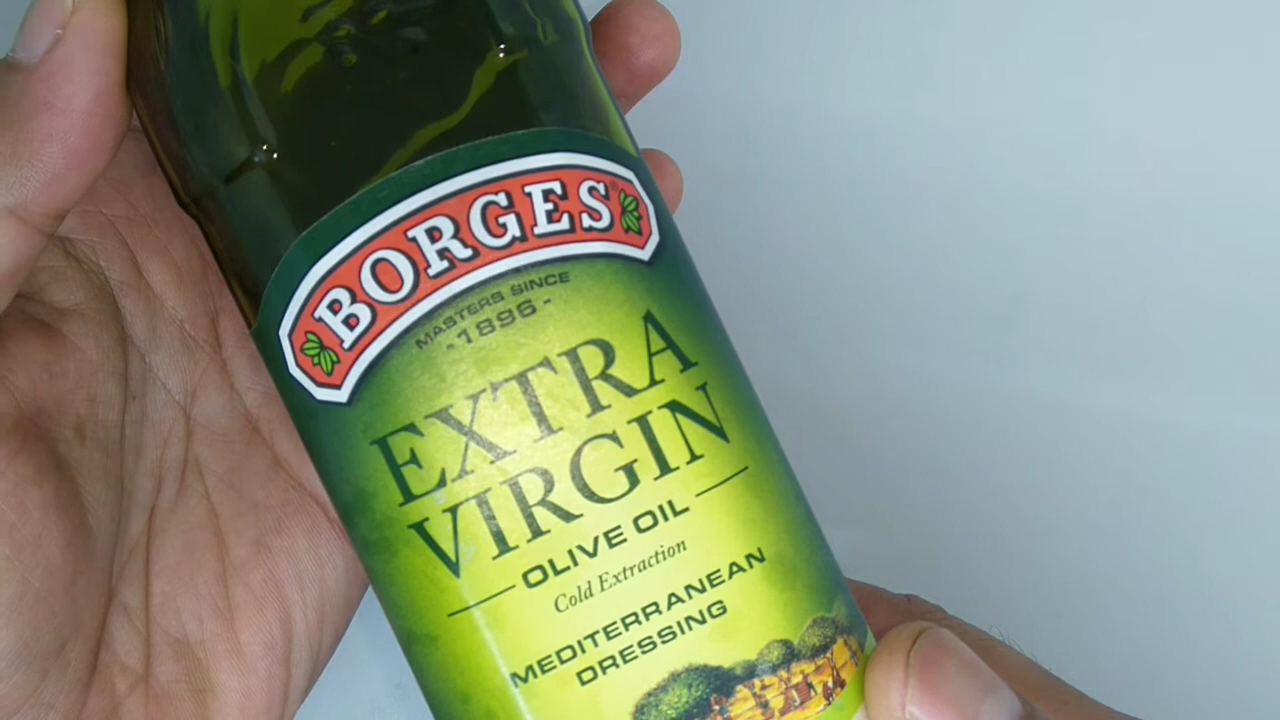 BORGES®
MASTERS SINCE
- 1896 -
EXTRA
VIRGIN
OLIVE OIL
Cold Extraction
MEDITERRANEAN
DRESSING